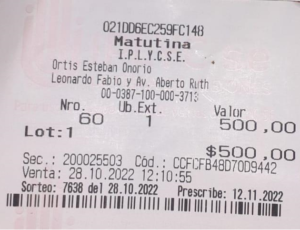 021DD6EC259FC148
Matutina
I.P.L.Y.C.S.E.
Ortis Esteban Onorio
Leonardo Fabio y Av. Aberto Ruth
00-0387-100-000-3713
Nro. Ub.Ext. Valor
60 1 500,00
Lot:1 $500,00
Sec.: 200025503 Cód.: CCFCFB48D70D9442
Venta: 28.10.2022 12:10:55
Sorteo: 7638 del 28.10.2022 Prescribe: 12.11.2022